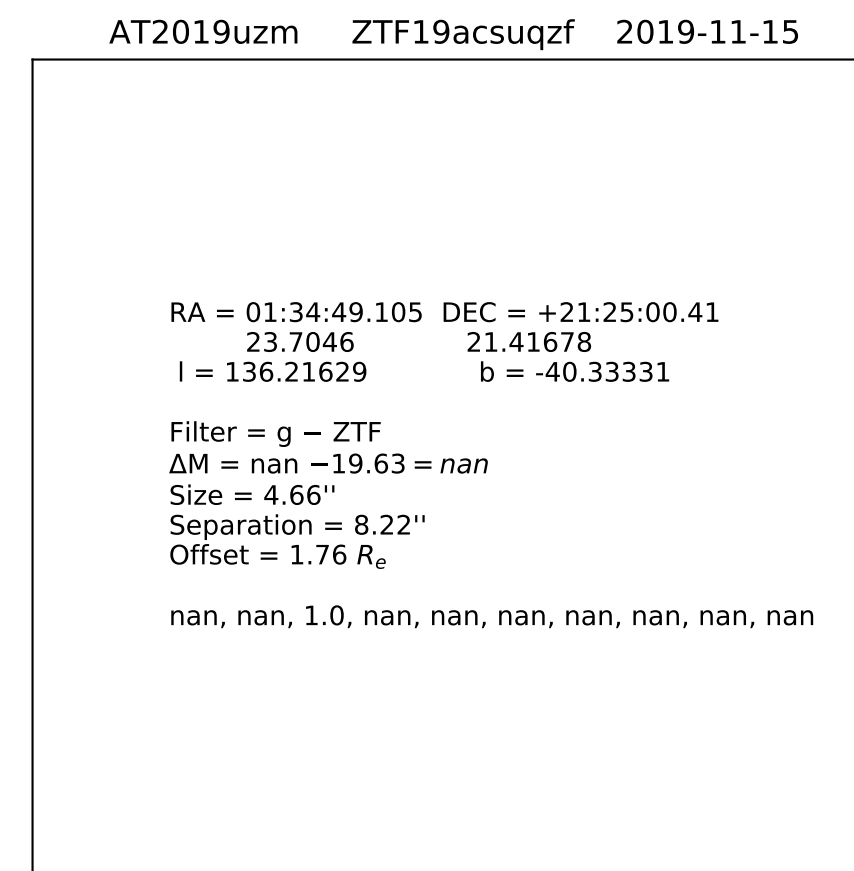 AT2019uzm ZTF19acsuqzf 2019-11-15
RA = 01:34:49.105 DEC = +21:25:00.41
23.7046 21.41678
l = 136.21629 b = -40.33331
Filter = g − ZTF
ΔM = nan −19.63 = nan
Size = 4.66''
Separation = 8.22''
Offset = 1.76 Re
nan, nan, 1.0, nan, nan, nan, nan, nan, nan, nan